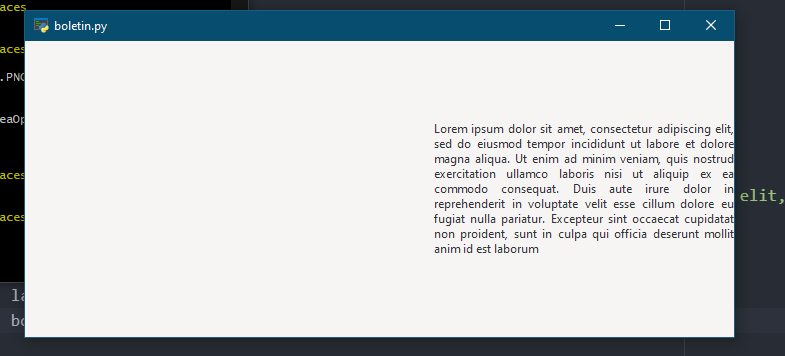 aces
boletin.py
aces
.PNG
eaOp
Lorem ipsum dolor sit amet, consectetur adipiscing elit,
sed do eiusmod tempor incididunt ut labore et dolore
magna aliqua. Ut enim ad minim veniam, quis nostrud
exercitation ullamco laboris nisi ut aliquip ex ea
commodo consequat. Duis aute irure dolor in
reprehenderit in voluptate velit esse cillum dolore eu
fugiat nulla pariatur. Excepteur sint occaecat cupidatat
non proident, sunt in culpa qui officia deserunt mollit
anim id est laborum
aces
elit,
aces
la
bo